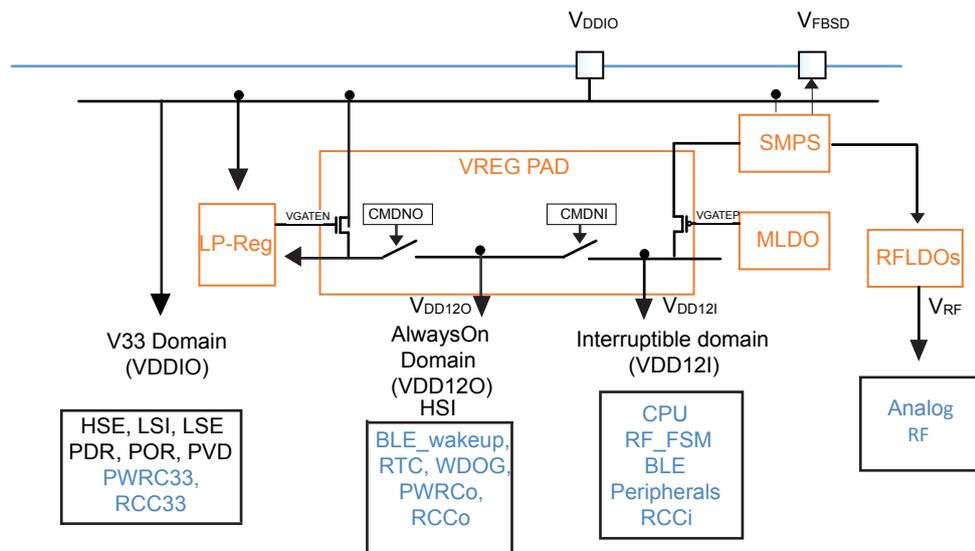 VDDIO
VFBSD
SMPS
VREG PAD
CMDNO
CMDNI
VGATEN
VGATEP
LP-Reg
MLDO
RFLDOs
VDD12O
VDD12I
VRF
V33 Domain
(VDDIO)
AlwaysOn
Domain
(VDD12O)
HSI
Interruptible domain
(VDD12I)
HSE, LSI, LSE
PDR, POR, PVD
PWRC33,
RCC33
BLE_wakeup,
RTC, WDOG,
PWRCo,
RCCo
CPU
RF_FSM
BLE
Peripherals
RCCi
Analog
RF